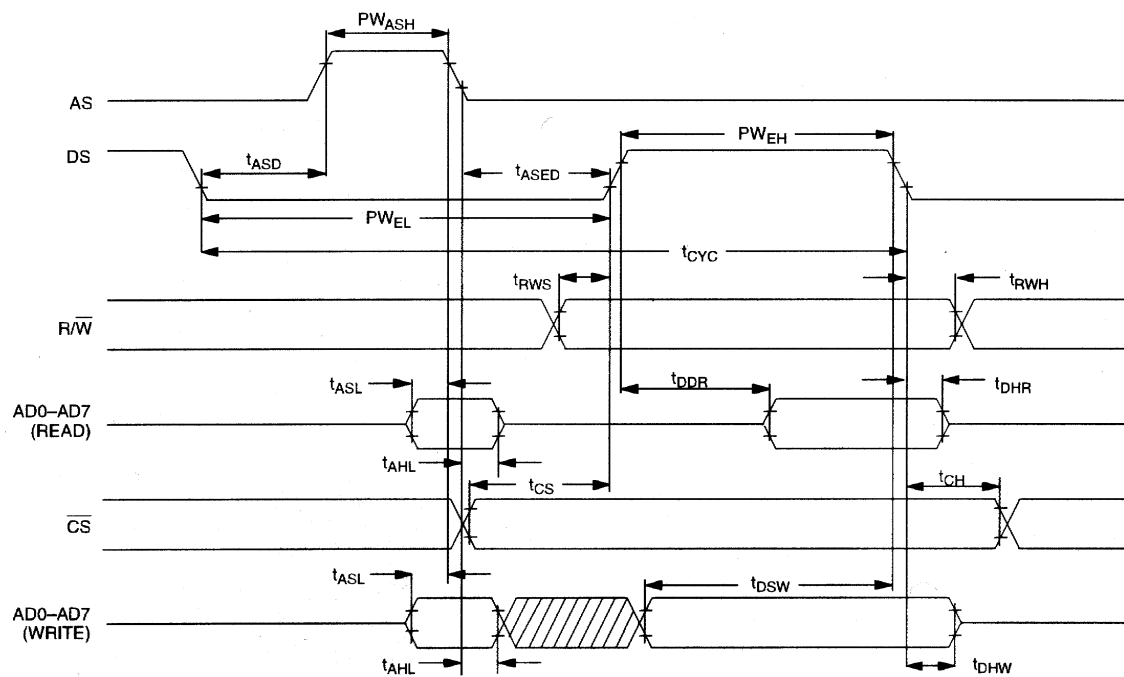 PWASH
AS
PWEH
DS
tASD
tASED
PWEL
tCYC
tRWS
tRWH
R/W̅
tASL
tDDR
tDHR
AD0–AD7
(READ)
tAHL
tCS
tCH
C̅S̅
tASL
tDSW
AD0–AD7
(WRITE)
tAHL
tDHW